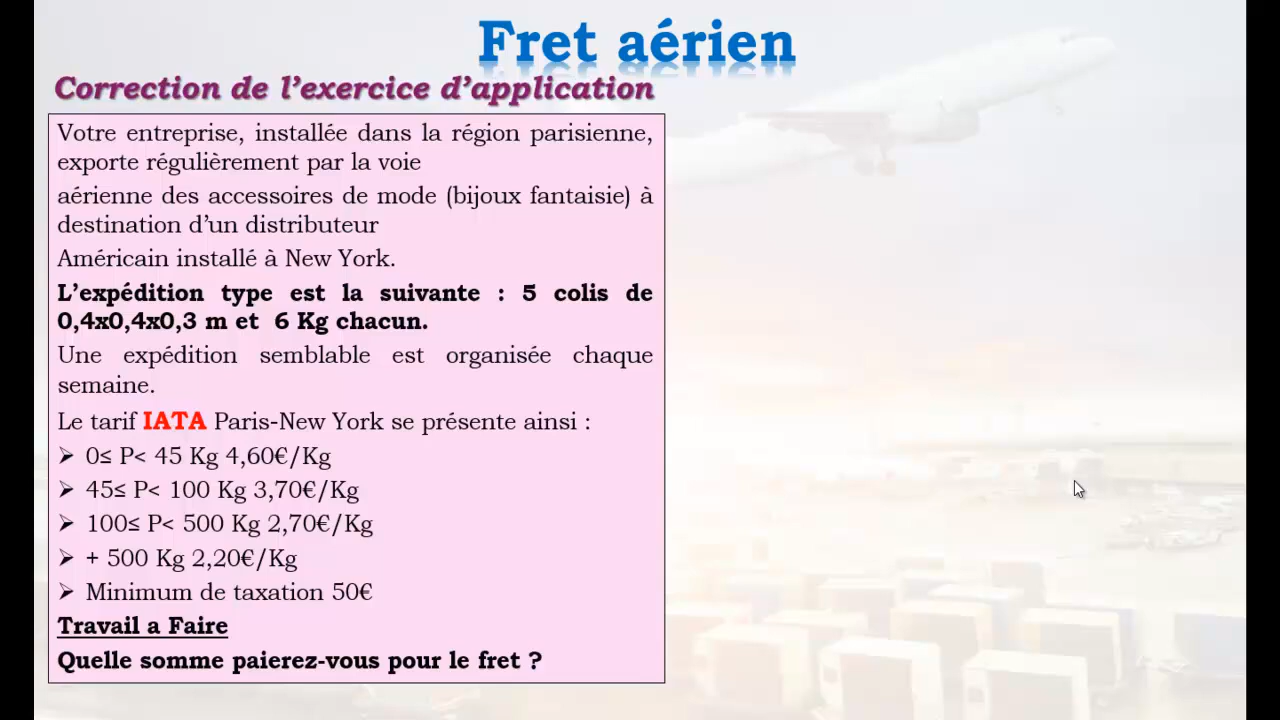 Fret aérien
Correction de l’exercice d’application
Votre entreprise, installée dans la région parisienne,
exporte régulièrement par la voie
aérienne des accessoires de mode (bijoux fantaisie) à
destination d’un distributeur
Américain installé à New York.
L’expédition type est la suivante : 5 colis de
0,4x0,4x0,3 m et 6 Kg chacun.
Une expédition semblable est organisée chaque
semaine.
Le tarif IATA Paris-New York se présente ainsi :
➢ 0≤ P< 45 Kg 4,60€/Kg
➢ 45≤ P< 100 Kg 3,70€/Kg
➢ 100≤ P< 500 Kg 2,70€/Kg
➢ + 500 Kg 2,20€/Kg
➢ Minimum de taxation 50€
Travail a Faire
Quelle somme paierez-vous pour le fret ?